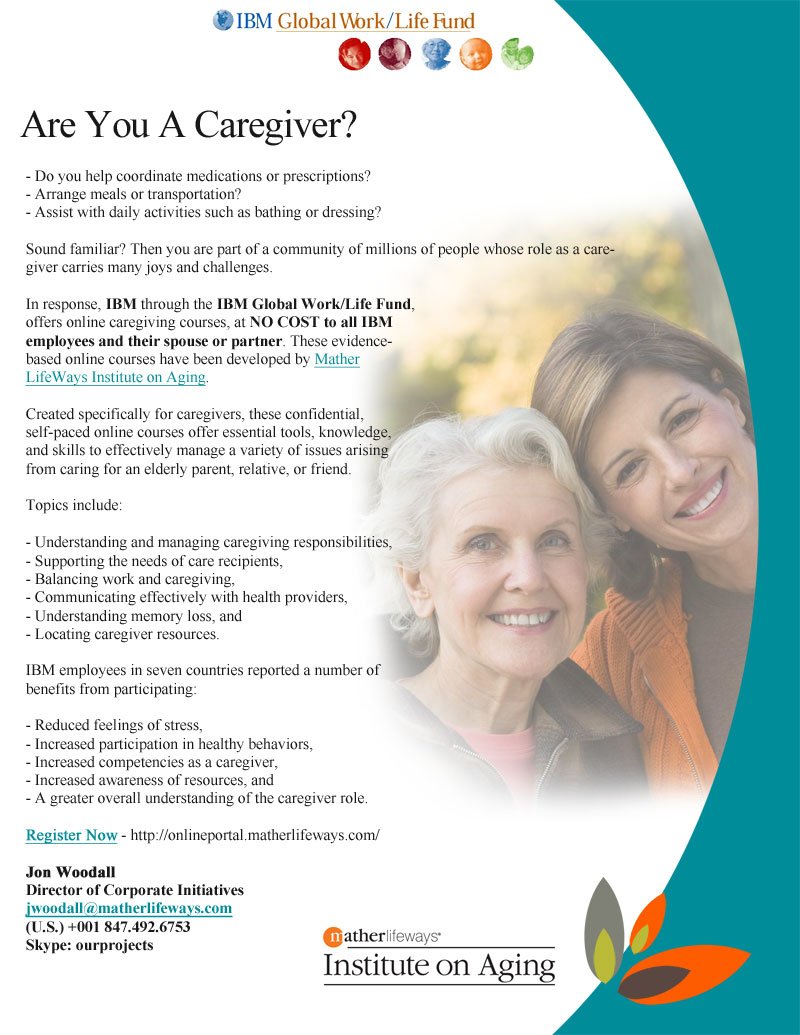 IBM Global Work/Life Fund
Are You A Caregiver?
- Do you help coordinate medications or prescriptions?
- Arrange meals or transportation?
- Assist with daily activities such as bathing or dressing?
Sound familiar? Then you are part of a community of millions of people whose role as a care-
giver carries many joys and challenges.
In response, IBM through the IBM Global Work/Life Fund,
offers online caregiving courses, at NO COST to all IBM
employees and their spouse or partner. These evidence-
based online courses have been developed by Mather
LifeWays Institute on Aging.
Created specifically for caregivers, these confidential,
self-paced online courses offer essential tools, knowledge,
and skills to effectively manage a variety of issues arising
from caring for an elderly parent, relative, or friend.
Topics include:
- Understanding and managing caregiving responsibilities,
- Supporting the needs of care recipients,
- Balancing work and caregiving,
- Communicating effectively with health providers,
- Understanding memory loss, and
- Locating caregiver resources.
IBM employees in seven countries reported a number of
benefits from participating:
- Reduced feelings of stress,
- Increased participation in healthy behaviors,
- Increased competencies as a caregiver,
- Increased awareness of resources, and
- A greater overall understanding of the caregiver role.
Register Now - http://onlineportal.matherlifeways.com/
Jon Woodall
Director of Corporate Initiatives
jwoodall@matherlifeways.com
(U.S.) +001 847.492.6753
Skype: ourprojects
matherlifeways®
Institute on Aging